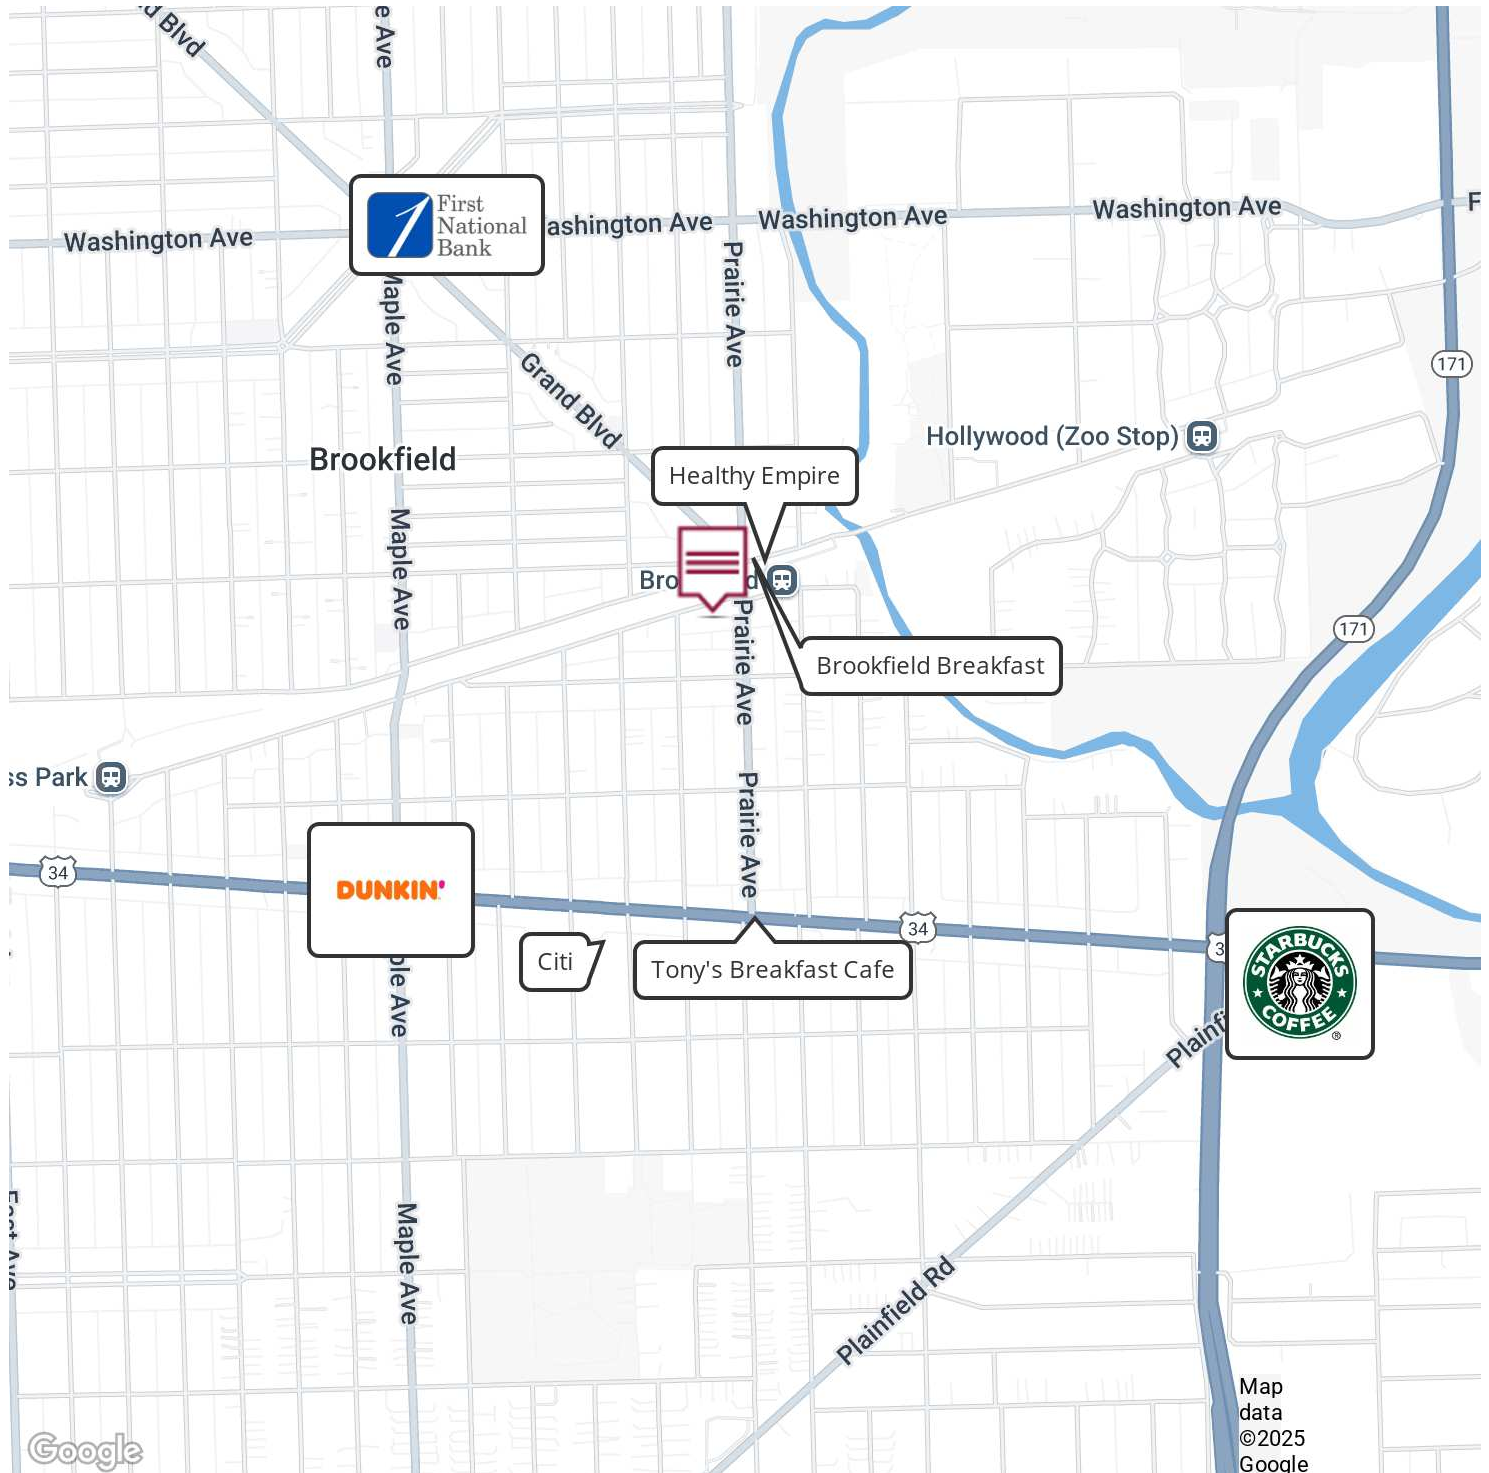 d Blvd
e Ave
First
National
Bank
Washington Ave
ashington Ave
Washington Ave
Washington Ave
F
Maple Ave
Prairie Ave
171
Grand Blvd
Brookfield
Hollywood (Zoo Stop)
Healthy Empire
Maple Ave
Bro
d
171
Prairie Ave
Brookfield Breakfast
ss Park
Prairie Ave
34
DUNKIN'
34
3
Citi
Tony's Breakfast Cafe
STARBUCKS
COFFEE
®
ple Ave
Plainfi
East Ave
Maple Ave
Plainfield Rd
Map
data
©2025
Google
Google